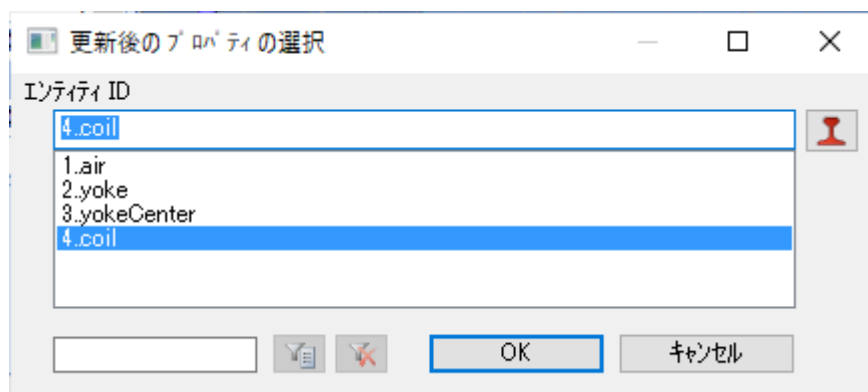 更新後のﾌﾟﾛﾊﾟﾃｨの選択
ｴﾝﾃｨﾃｨ ID
4..coil
1.air
2.yoke
3..yokeCenter
4..coil
OK
ｷｬﾝｾﾙ